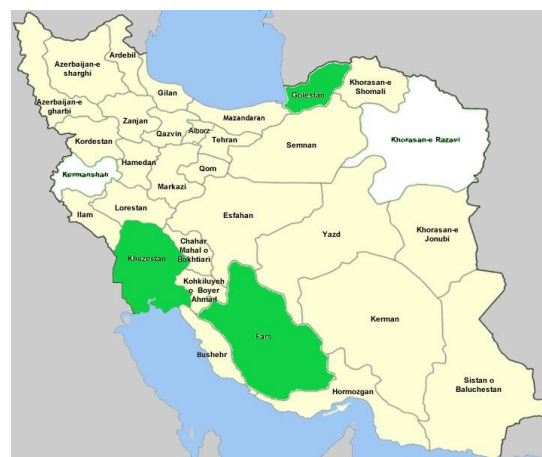 Ardebil
Azerbaijan-e
sharghi
Golestan
Khorasan-e
Shomali
Gilan
Azerbaijan-e
gharbi
Zanjan
Mazandaran
Qazvin
Alborz
Tehran
Kordestan
Khorasan-e Razavi
Semnan
Hamedan
Qom
Kermanshah
Markazi
Lorestan
Ilam
Esfahan
Yazd
Khorasan-e
Jonubi
Chahar
Mahal o
Bakhtiari
Khuzestan
Kohkiluyeh
o Boyer
Ahmad
Kerman
Fars
Bushehr
Sistan o
Baluchestan
Hormozgan